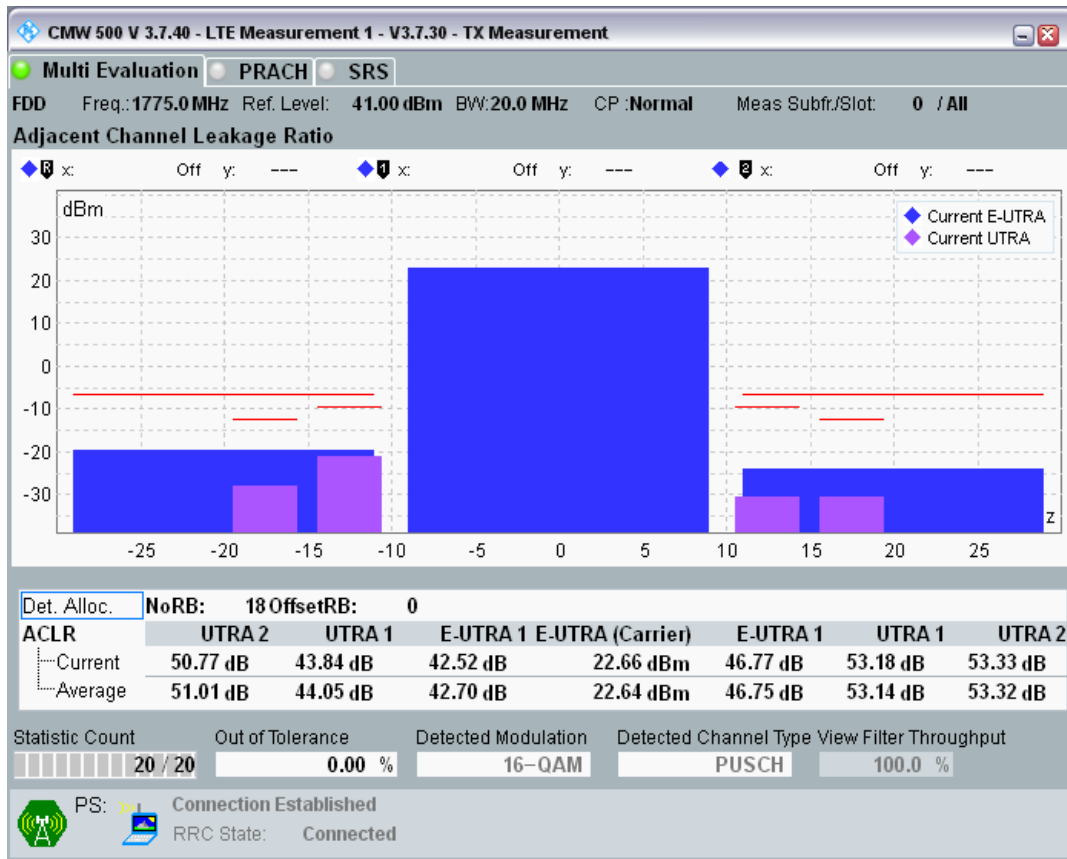 CMW 500 V 3.7.40 - LTE Measurement 1 - V3.7.30 - TX Measurement
Multi Evaluation PRACH SRS
FDD Freq.: 1775.0 MHz Ref. Level: 41.00 dBm BW: 20.0 MHz CP : Normal Meas Subfr./Slot: 0 / All
Adjacent Channel Leakage Ratio
R x: Off y: --- 1 x: Off y: --- 2 x: Off y: ---
dBm
Current E-UTRA
Current UTRA
30
20
10
0
-10
-20
-30
z
-25 -20 -15 -10 -5 0 5 10 15 20 25
Det. Alloc. NoRB: 18 OffsetRB: 0
ACLR UTRA 2 UTRA 1 E-UTRA 1 E-UTRA (Carrier) E-UTRA 1 UTRA 1 UTRA 2
Current 50.77 dB 43.84 dB 42.52 dB 22.66 dBm 46.77 dB 53.18 dB 53.33 dB
Average 51.01 dB 44.05 dB 42.70 dB 22.64 dBm 46.75 dB 53.14 dB 53.32 dB
Statistic Count Out of Tolerance Detected Modulation Detected Channel Type View Filter Throughput
20 / 20 0.00 % 16-QAM PUSCH 100.0 %
PS: Connection Established
RRC State: Connected